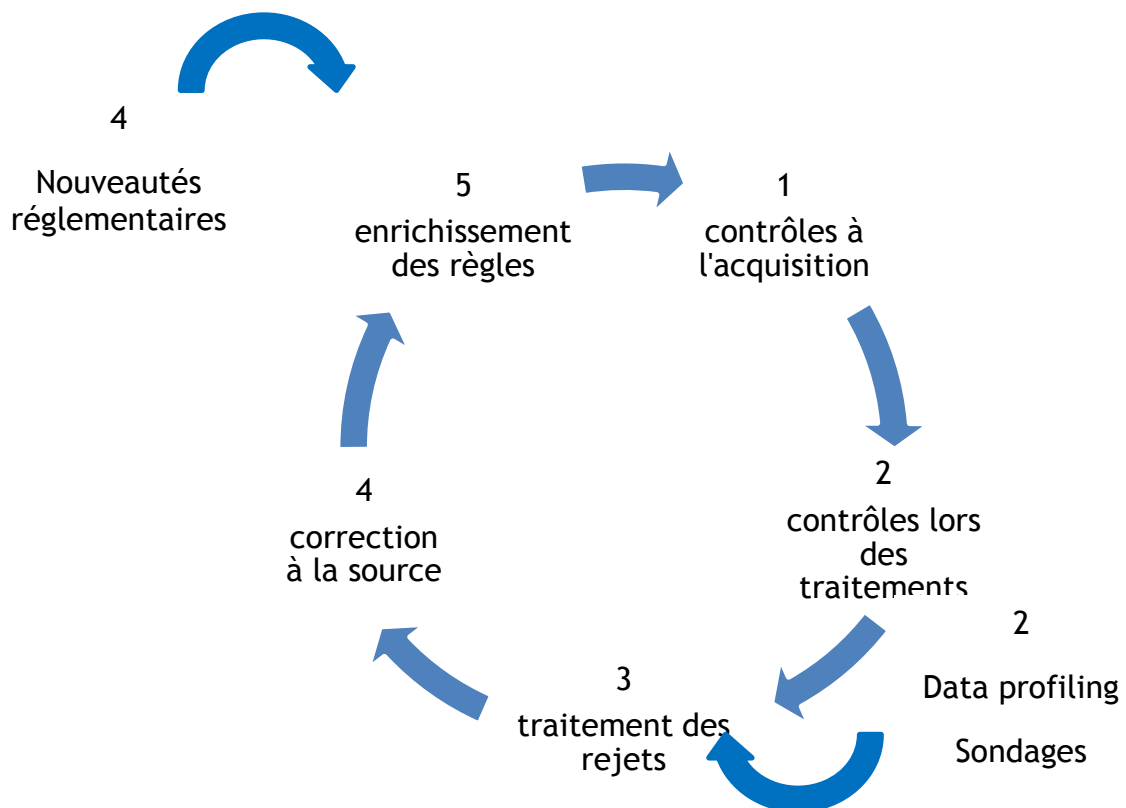 4
Nouveautés
réglementaires
5
enrichissement
des règles
1
contrôles à
l'acquisition
2
contrôles lors
des
traitements
2
Data profiling
Sondages
3
traitement des
rejets
4
correction
à la source